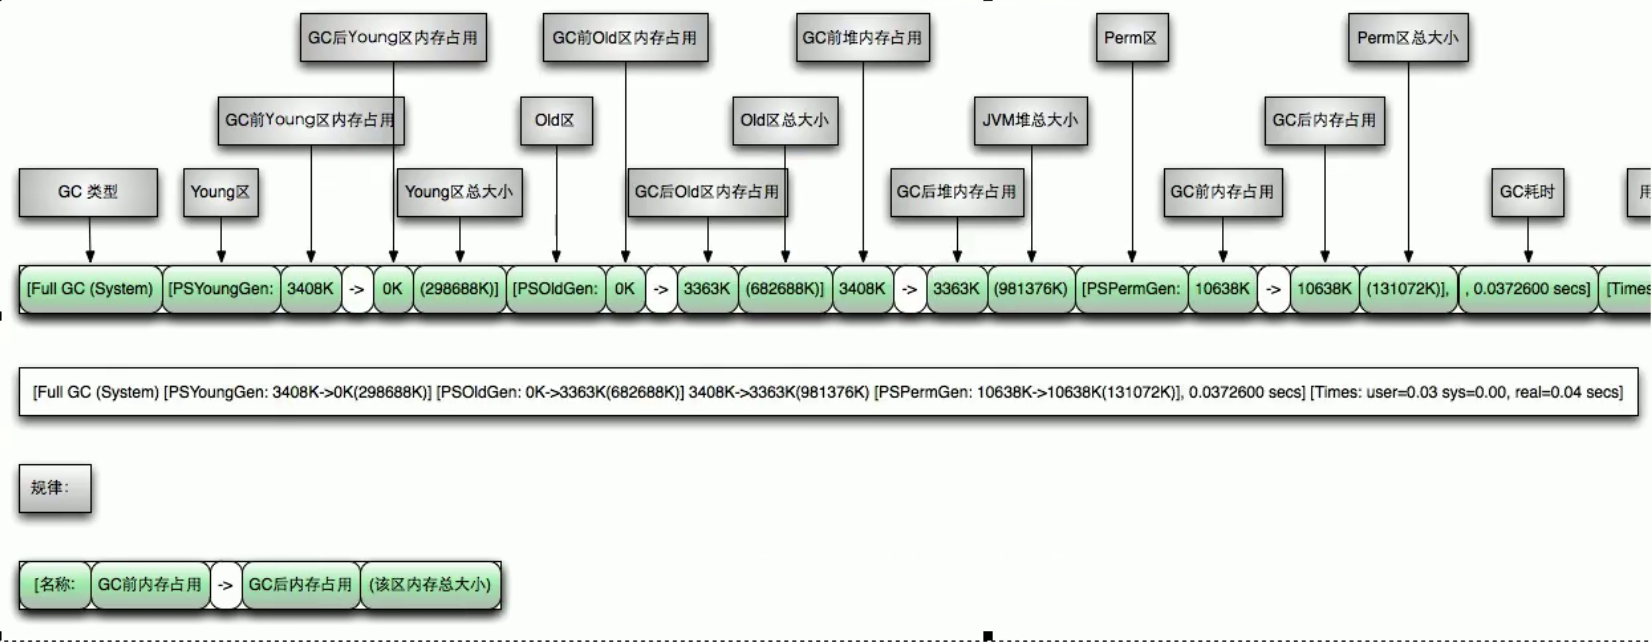 GC后Young区内存占用 GC前Old区内存占用 GC前堆内存占用 Perm区 Perm区总大小
GC前Young区内存占用 Old区 Old区总大小 JVM堆总大小 GC后内存占用
GC 类型 Young区 Young区总大小 GC后Old区内存占用 GC后堆内存占用 GC前内存占用 GC耗时 用
[Full GC (System) [PSYoungGen: 3408K -> 0K (298688K)] [PSOldGen: 0K -> 3363K (682688K)] 3408K -> 3363K (981376K) [PSPermGen: 10638K -> 10638K (131072K)], , 0.0372600 secs] [Times
[Full GC (System) [PSYoungGen: 3408K->0K(298688K)] [PSOldGen: 0K->3363K(682688K)] 3408K->3363K(981376K) [PSPermGen: 10638K->10638K(131072K)], 0.0372600 secs] [Times: user=0.03 sys=0.00, real=0.04 secs]
规律:
[名称: GC前内存占用 -> GC后内存占用 (该区内存总大小)